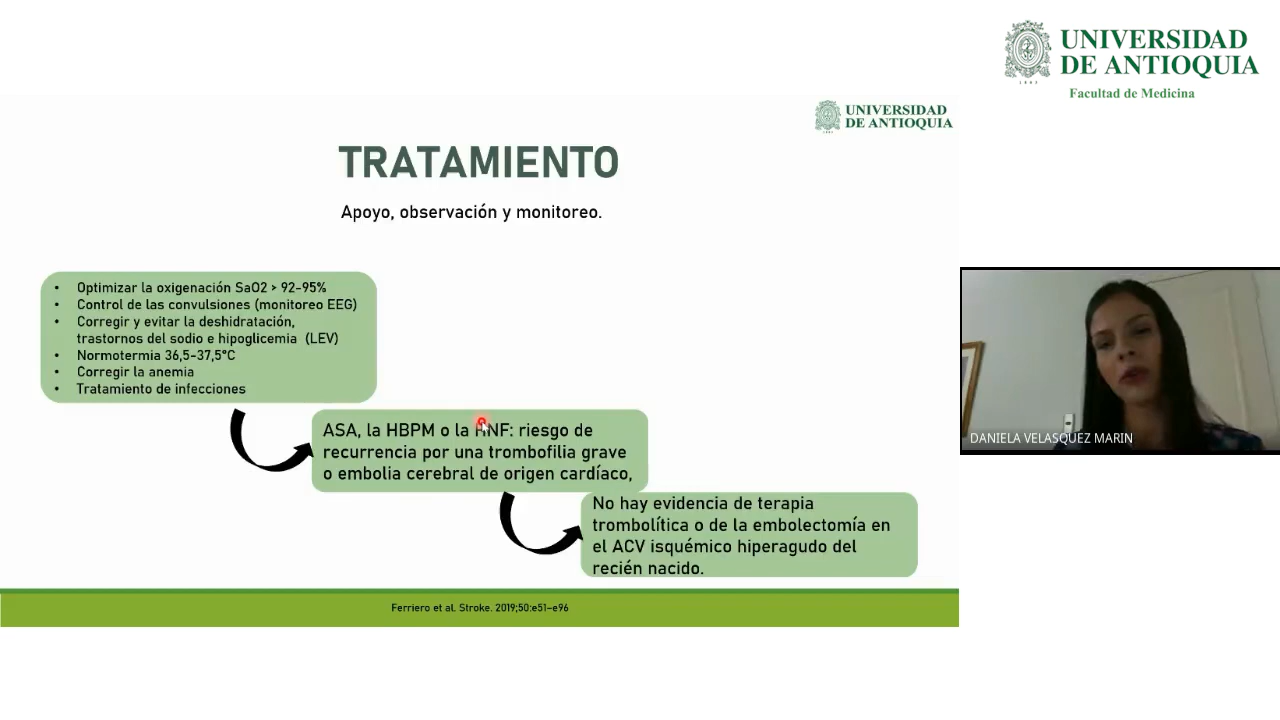 UNIVERSIDAD
DE ANTIOQUIA
1803
Facultad de Medicina
UNIVERSIDAD
DE ANTIOQUIA
TRATAMIENTO
Apoyo, observación y monitoreo.
• Optimizar la oxigenación SaO2 > 92-95%
• Control de las convulsiones (monitoreo EEG)
• Corregir y evitar la deshidratación,
trastornos del sodio e hipoglicemia (LEV)
• Normotermia 36,5-37,5°C
• Corregir la anemia
• Tratamiento de infecciones
ASA, la HBPM o la HNF: riesgo de
recurrencia por una trombofilia grave
o embolia cerebral de origen cardíaco,
No hay evidencia de terapia
trombolítica o de la embolectomía en
el ACV isquémico hiperagudo del
recién nacido.
Ferriero et al. Stroke. 2019;50:e51–e96
DANIELA VELASQUEZ MARIN